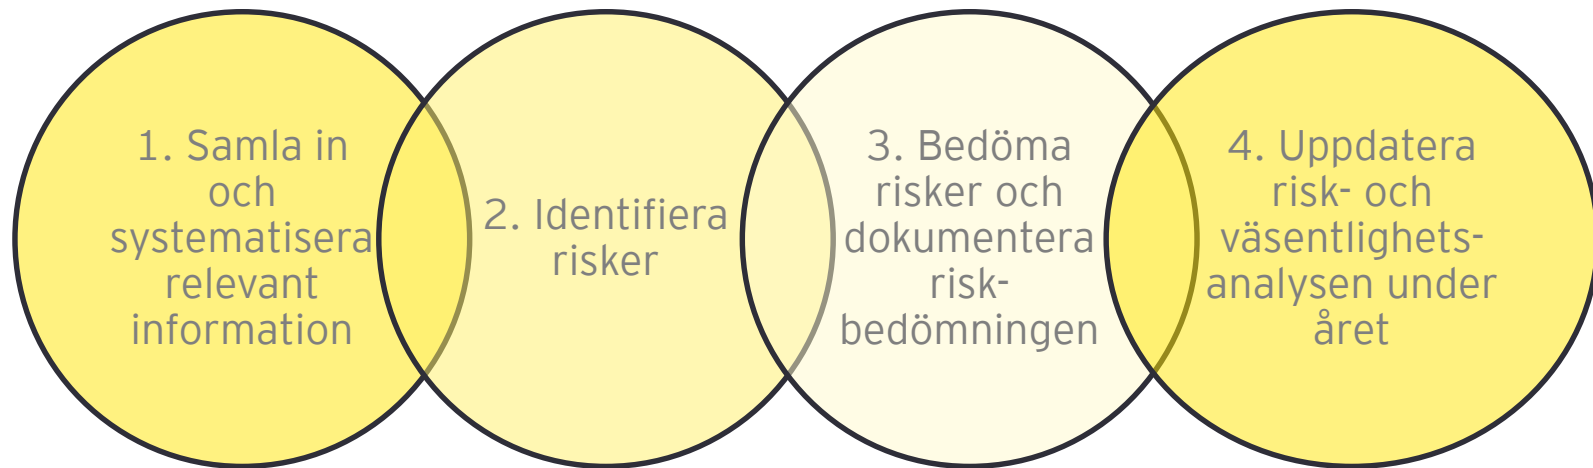 1. Samla in
och
systematisera
relevant
information
2. Identifiera
risker
3. Bedöma
risker och
dokumentera
risk-
bedömningen
4. Uppdatera
risk- och
väsentlighets-
analysen under
året